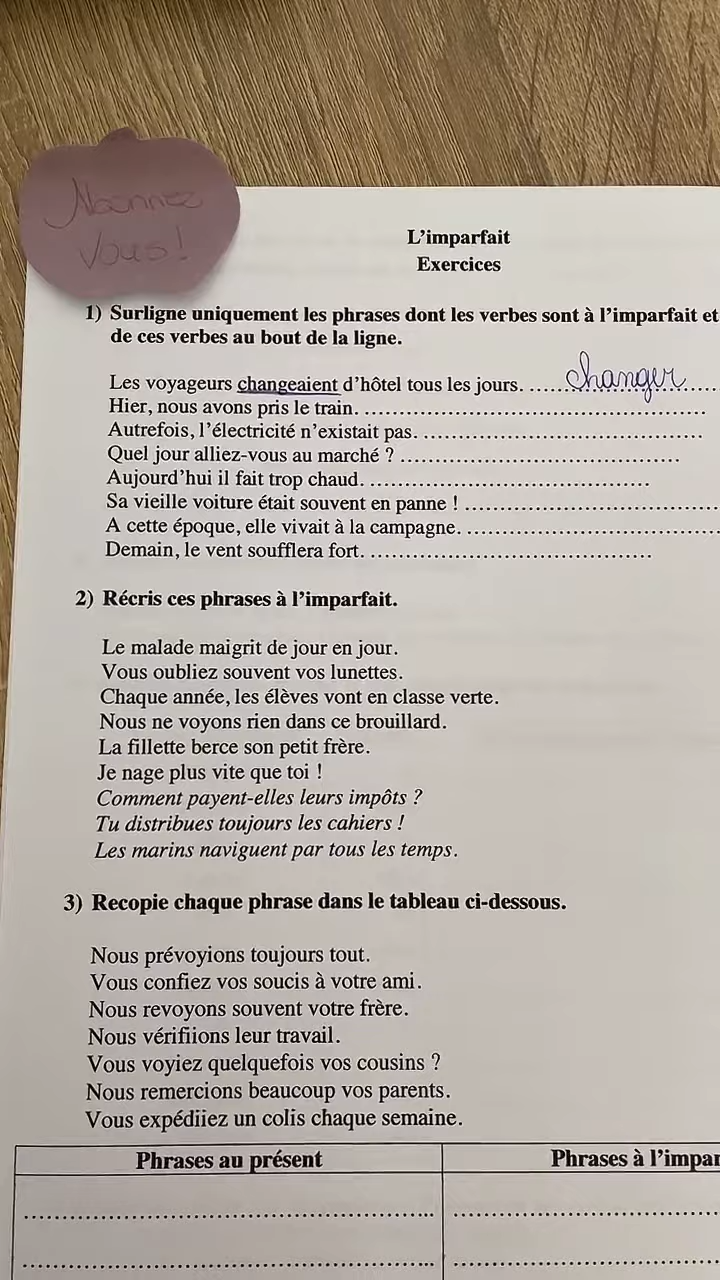 Abonnez
Vous!
L'imparfait
Exercices
1) Surligne uniquement les phrases dont les verbes sont à l'imparfait et
de ces verbes au bout de la ligne.
Les voyageurs changeaient d'hôtel tous les jours. ..... changer .....
Hier, nous avons pris le train. ..................................................
Autrefois, l'électricité n'existait pas. ........................................
Quel jour alliez-vous au marché ? ........................................
Aujourd'hui il fait trop chaud. ........................................
Sa vieille voiture était souvent en panne ! ........................................
A cette époque, elle vivait à la campagne. ........................................
Demain, le vent soufflera fort. ........................................
2) Récris ces phrases à l'imparfait.
Le malade maigrit de jour en jour.
Vous oubliez souvent vos lunettes.
Chaque année, les élèves vont en classe verte.
Nous ne voyons rien dans ce brouillard.
La fillette berce son petit frère.
Je nage plus vite que toi !
Comment payent-elles leurs impôts ?
Tu distribues toujours les cahiers !
Les marins naviguent par tous les temps.
3) Recopie chaque phrase dans le tableau ci-dessous.
Nous prévoyions toujours tout.
Vous confiez vos soucis à votre ami.
Nous revoyons souvent votre frère.
Nous vérifiions leur travail.
Vous voyiez quelquefois vos cousins ?
Nous remercions beaucoup vos parents.
Vous expédiiez un colis chaque semaine.
Phrases au présent Phrases à l'impar